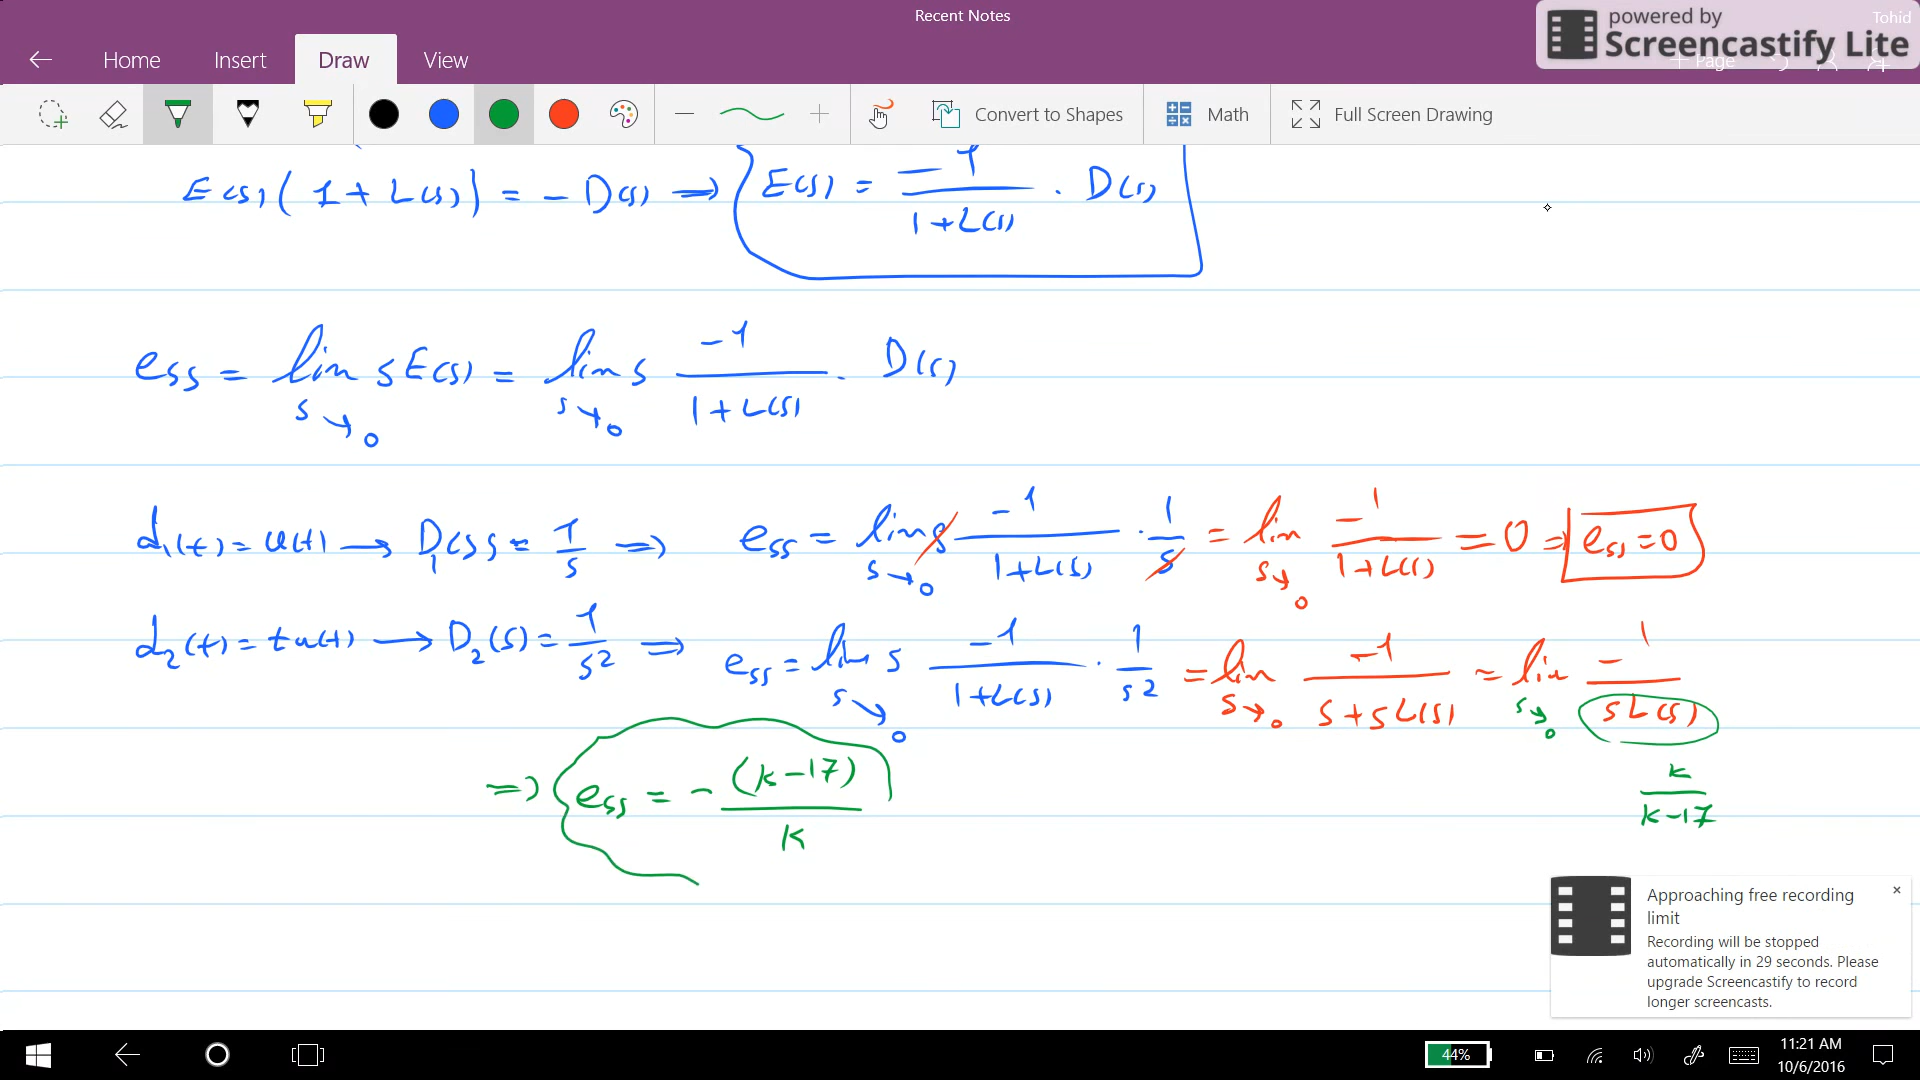 Recent Notes
Tohid
powered by
Screencastify Lite
Home Insert Draw View
+ Page
Convert to Shapes Math Full Screen Drawing
E(s) ( 1 + L(s) ) = - D(s) ⇒ E(s) = -1/(1+L(s)) . D(s)
ess = lim s→0 sE(s) = lim s→0 s -1/(1+L(s)) . D(s)
d1(t) = u(t) → D1(s) = 1/s ⇒ ess = lim s→0 s -1/(1+L(s)) . 1/s = lim s→0 -1/(1+L(s)) = 0 ⇒ ess = 0
d2(t) = tu(t) → D2(s) = 1/s² ⇒ ess = lim s→0 s -1/(1+L(s)) . 1/s² = lim s→0 -1/(s+sL(s)) = lim s→0 -1/(sL(s))
k/(k-17)
⇒ ess = - (k-17)/k
Approaching free recording
limit
Recording will be stopped
automatically in 29 seconds. Please
upgrade Screencastify to record
longer screencasts.
44%
11:21 AM
10/6/2016